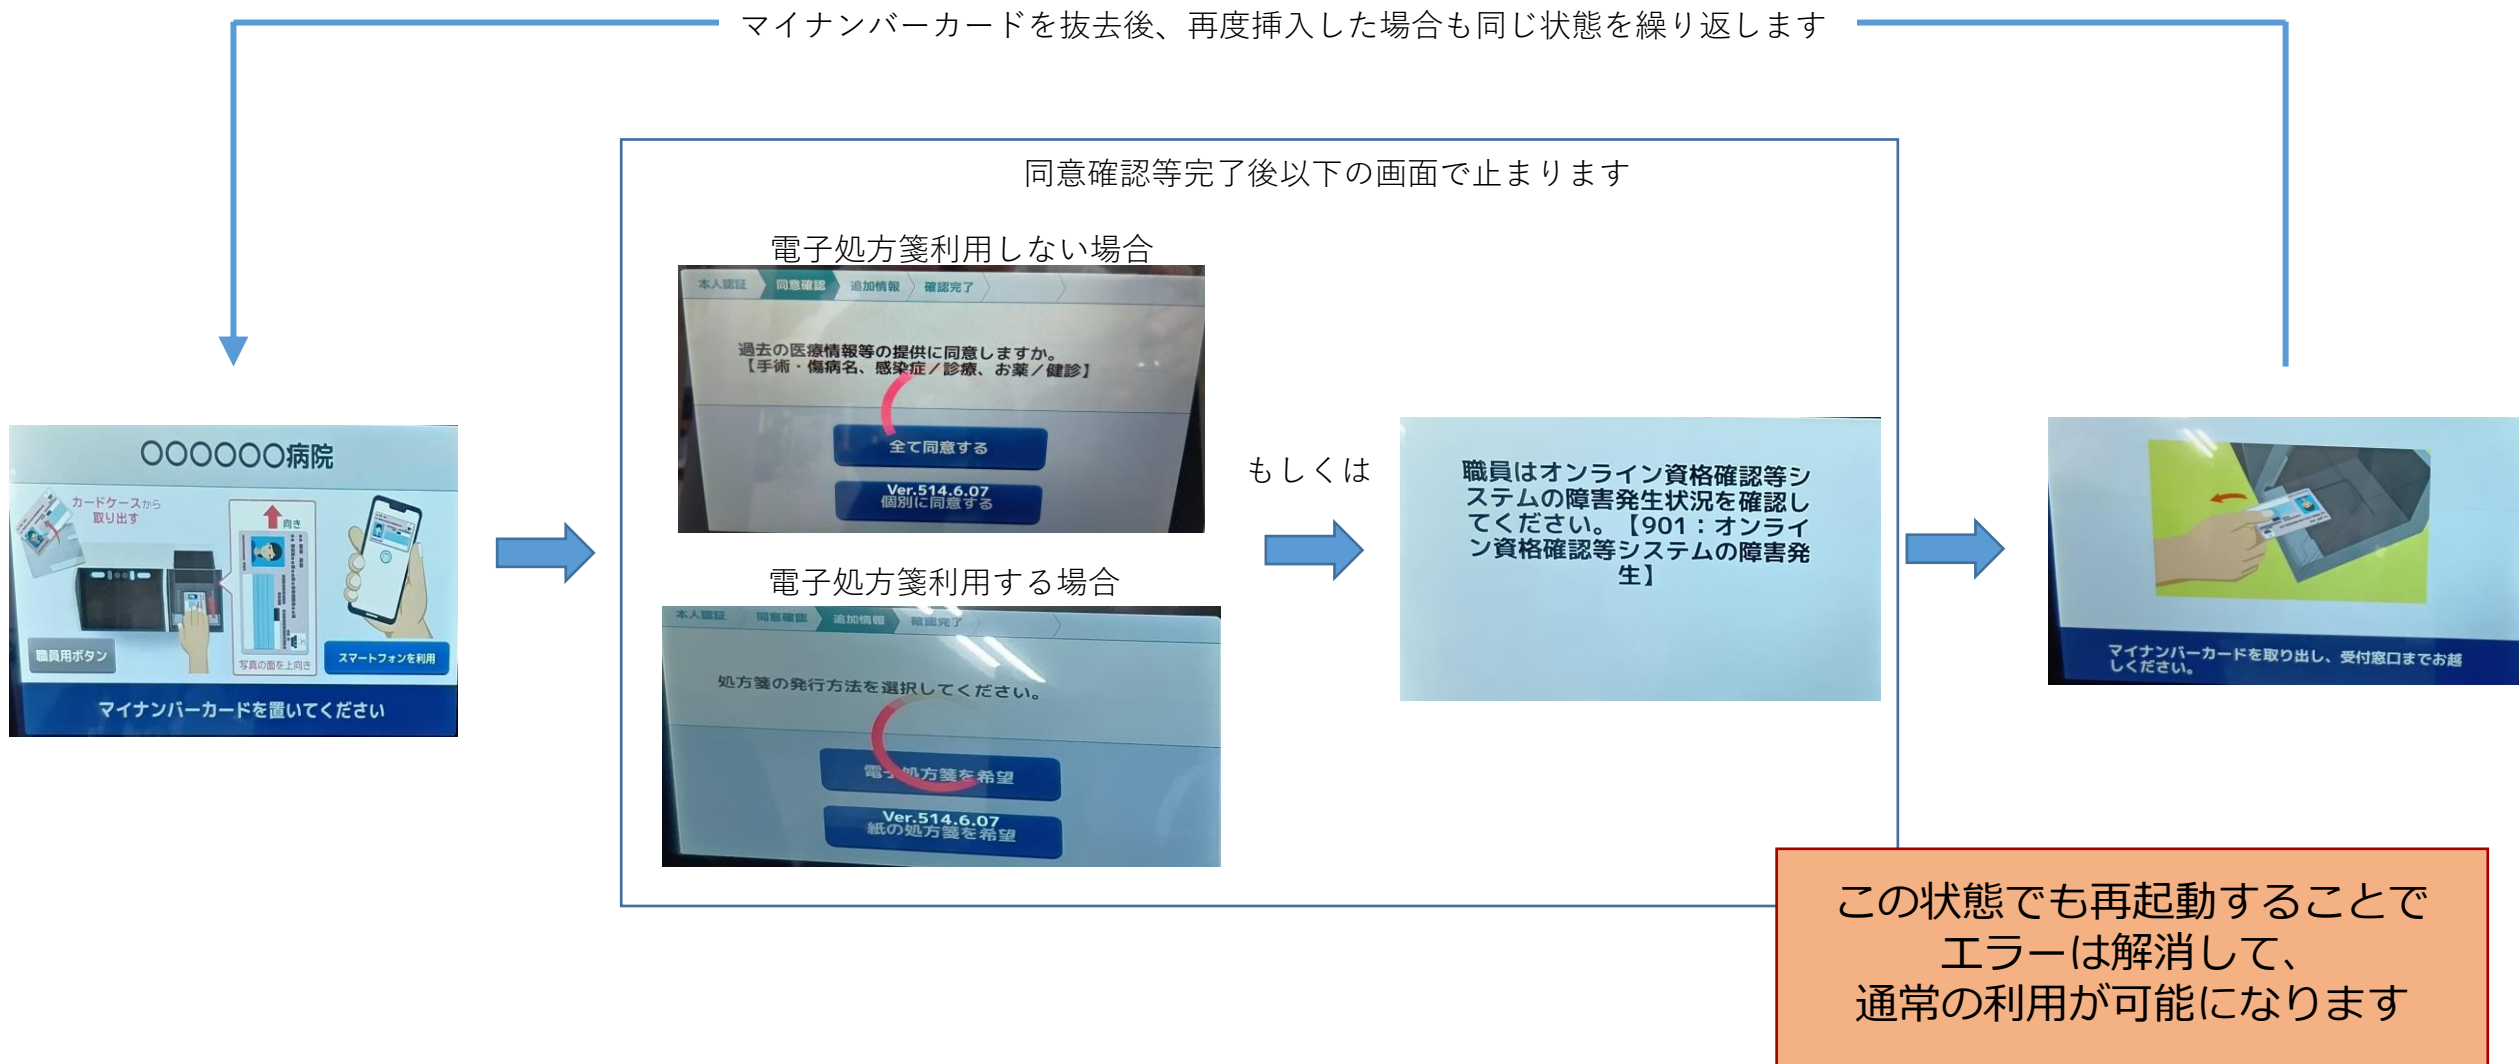 マイナンバーカードを抜去後、再度挿入した場合も同じ状態を繰り返します
同意確認等完了後以下の画面で止まります
電子処方箋利用しない場合
本人認証
同意確認
追加情報
確認完了
過去の医療情報等の提供に同意しますか。
【手術・傷病名、感染症／診療、お薬／健診】
全て同意する
Ver.514.6.07
個別に同意する
〇〇〇〇〇〇病院
カードケースから
取り出す
向き
写真の面を上向き
職員用ボタン
スマートフォンを利用
マイナンバーカードを置いてください
電子処方箋利用する場合
本人認証
同意確認
追加情報
確認完了
処方箋の発行方法を選択してください。
電子処方箋を希望
Ver.514.6.07
紙の処方箋を希望
もしくは
職員はオンライン資格確認等シ
ステムの障害発生状況を確認し
てください。【901：オンライ
ン資格確認等システムの障害発
生】
マイナンバーカードを取り出し、受付窓口までお越
しください。
この状態でも再起動することで
エラーは解消して、
通常の利用が可能になります